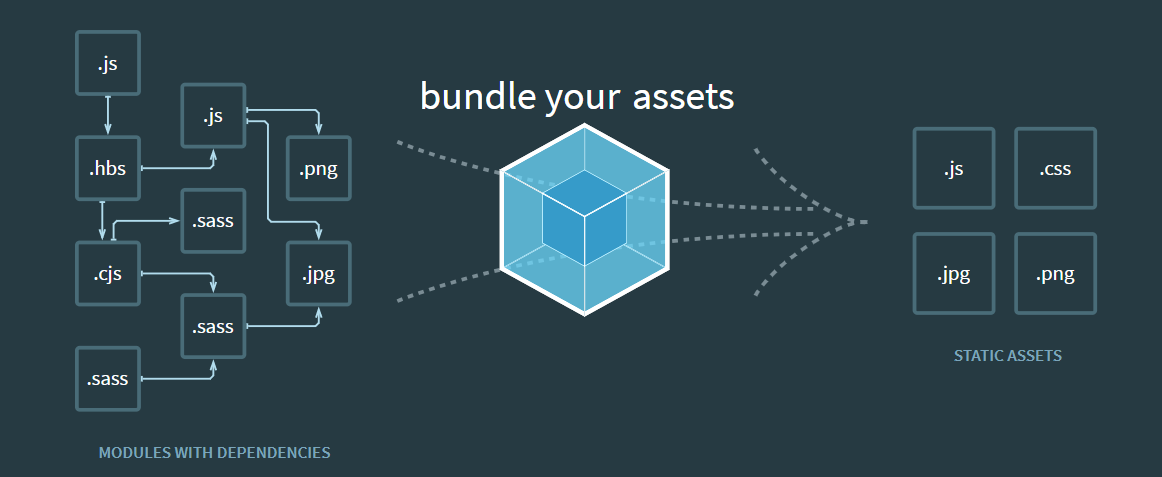 .js
.js
.hbs
.png
.sass
.cjs
.jpg
.sass
.sass
MODULES WITH DEPENDENCIES
bundle your assets
.js
.css
.jpg
.png
STATIC ASSETS